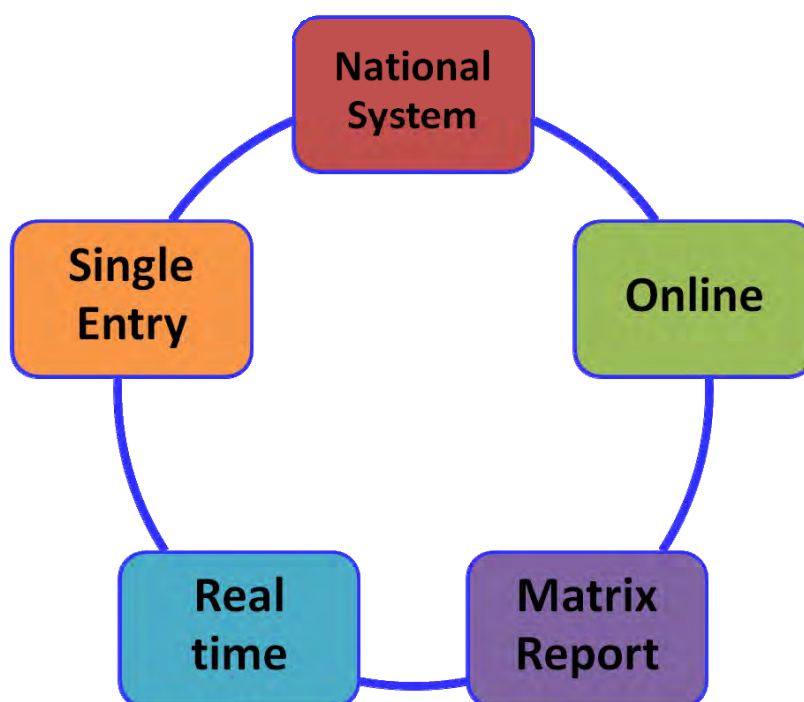 National
System
Online
Matrix
Report
Real
time
Single
Entry